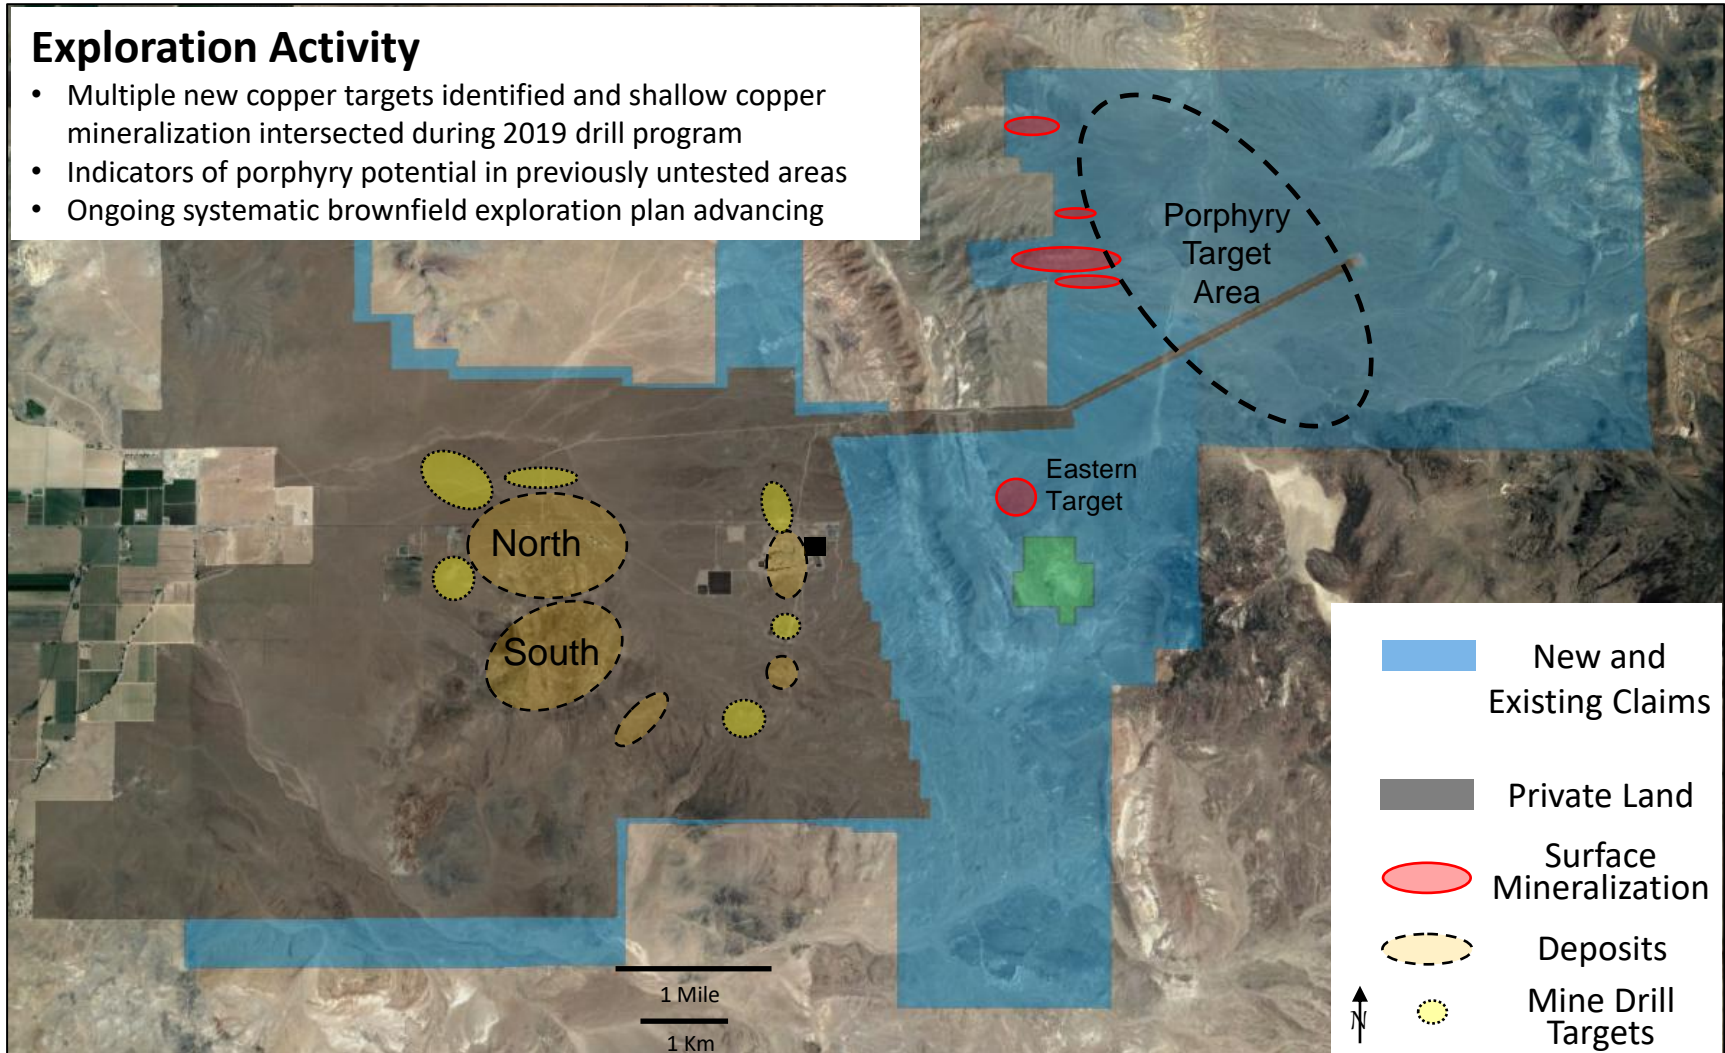 Exploration Activity
• Multiple new copper targets identified and shallow copper
mineralization intersected during 2019 drill program
• Indicators of porphyry potential in previously untested areas
• Ongoing systematic brownfield exploration plan advancing
Porphyry
Target
Area
Eastern
Target
North
South
New and
Existing Claims
Private Land
Surface
Mineralization
Deposits
Mine Drill
Targets
N
1 Mile
1 Km